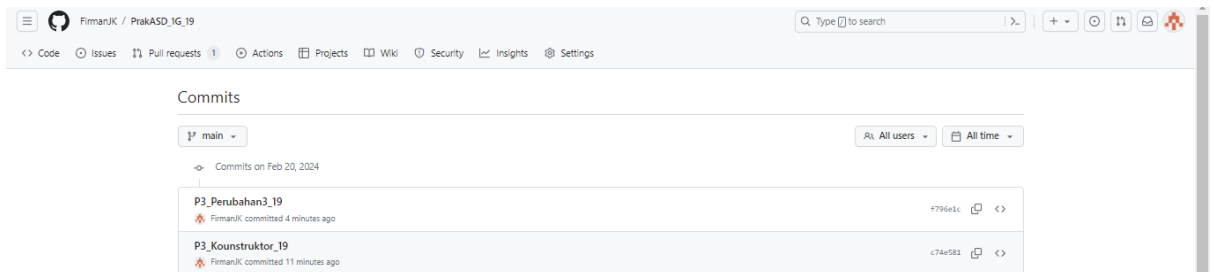 FirmanJK / PrakASD_1G_19
Type / to search
Code Issues Pull requests 1 Actions Projects Wiki Security Insights Settings
Commits
main
All users All time
Commits on Feb 20, 2024
P3_Perubahan3_19
FirmanJK committed 4 minutes ago
f796e1c
P3_Kounstruktor_19
FirmanJK committed 11 minutes ago
c74e581